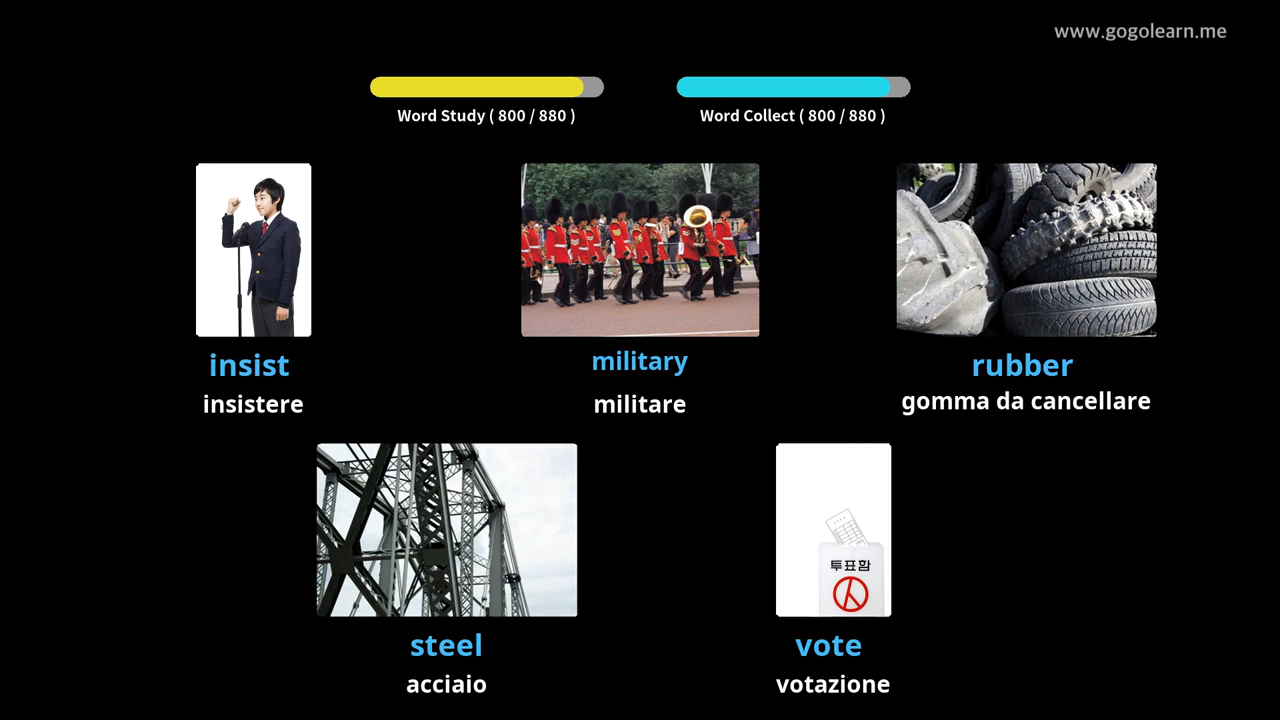 www.gogolearn.me
Word Study ( 800 / 880 )
Word Collect ( 800 / 880 )
insist
insistere
military
militare
rubber
gomma da cancellare
steel
acciaio
투표함
vote
votazione